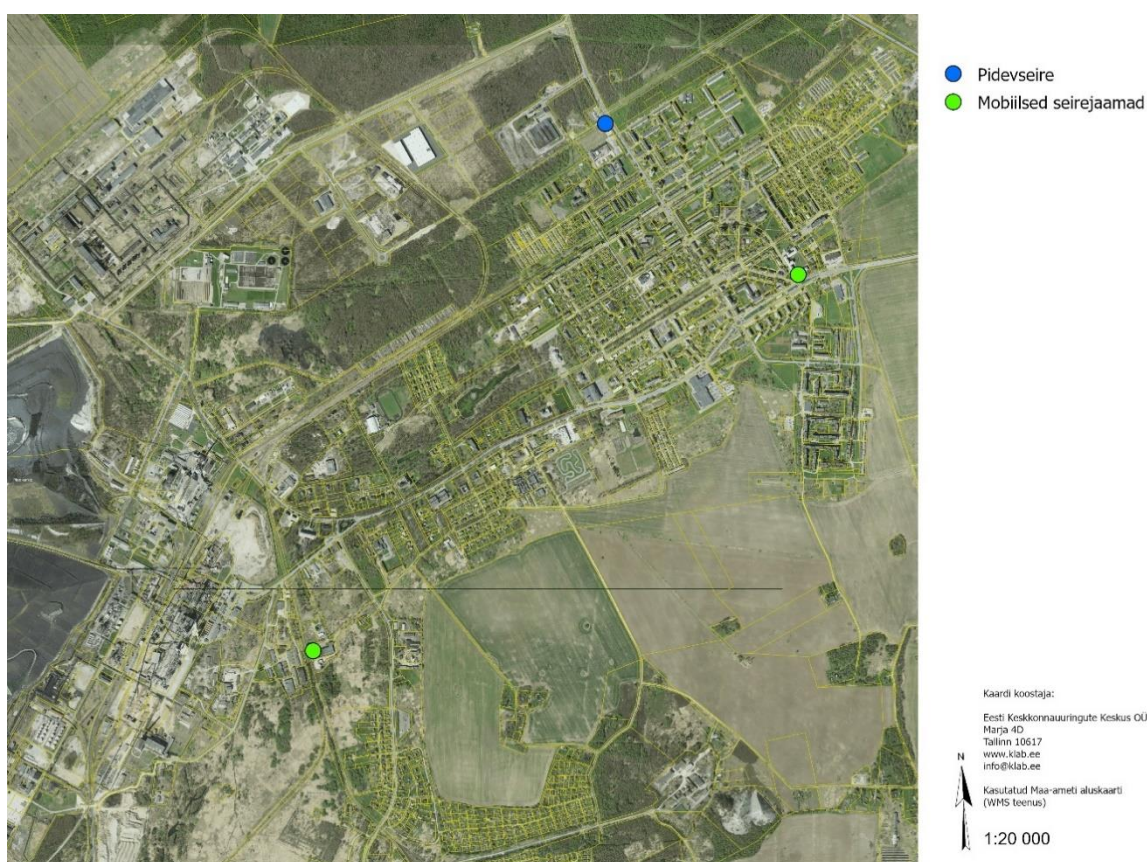 Pidevseire
Mobiilsed seirejaamad
Kaardi koostaja:
Eesti Keskkonnauuringute Keskus OÜ
Marja 4D
Tallinn 10617
www.klab.ee
info@klab.ee
N
Kasutatud Maa-ameti aluskaarti
(WMS teenus)
1:20 000